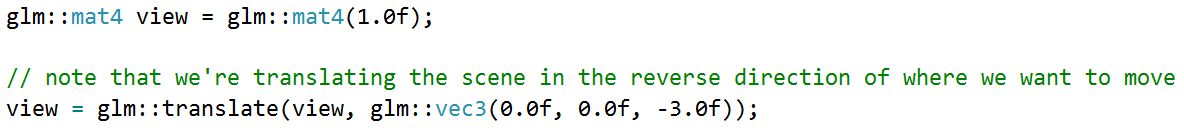 glm::mat4 view = glm::mat4(1.0f);
// note that we're translating the scene in the reverse direction of where we want to move
view = glm::translate(view, glm::vec3(0.0f, 0.0f, -3.0f));